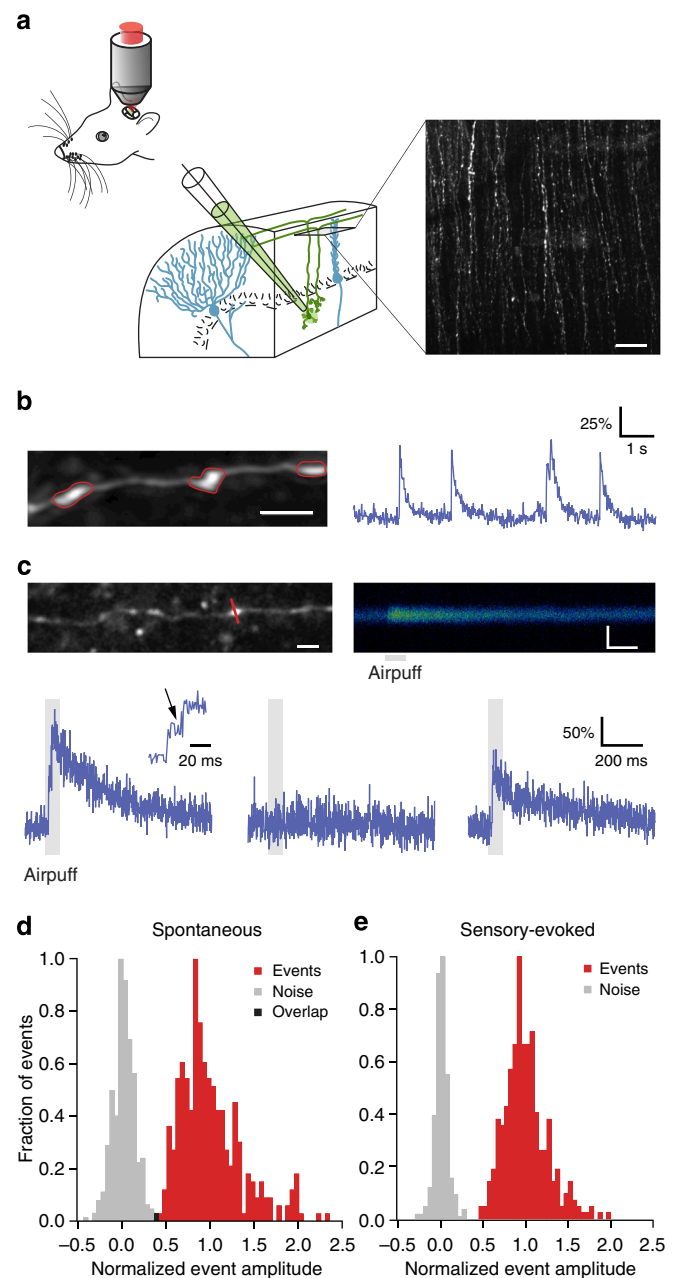 a
b
25%
1 s
c
Airpuff
20 ms
50%
200 ms
Airpuff
d
Spontaneous
1.0
0.8
0.6
0.4
0.2
0.0
Fraction of events
Events
Noise
Overlap
–0.5 0.0 0.5 1.0 1.5 2.0 2.5
Normalized event amplitude
e
Sensory-evoked
1.0
0.8
0.6
0.4
0.2
0.0
Events
Noise
–0.5 0.0 0.5 1.0 1.5 2.0 2.5
Normalized event amplitude